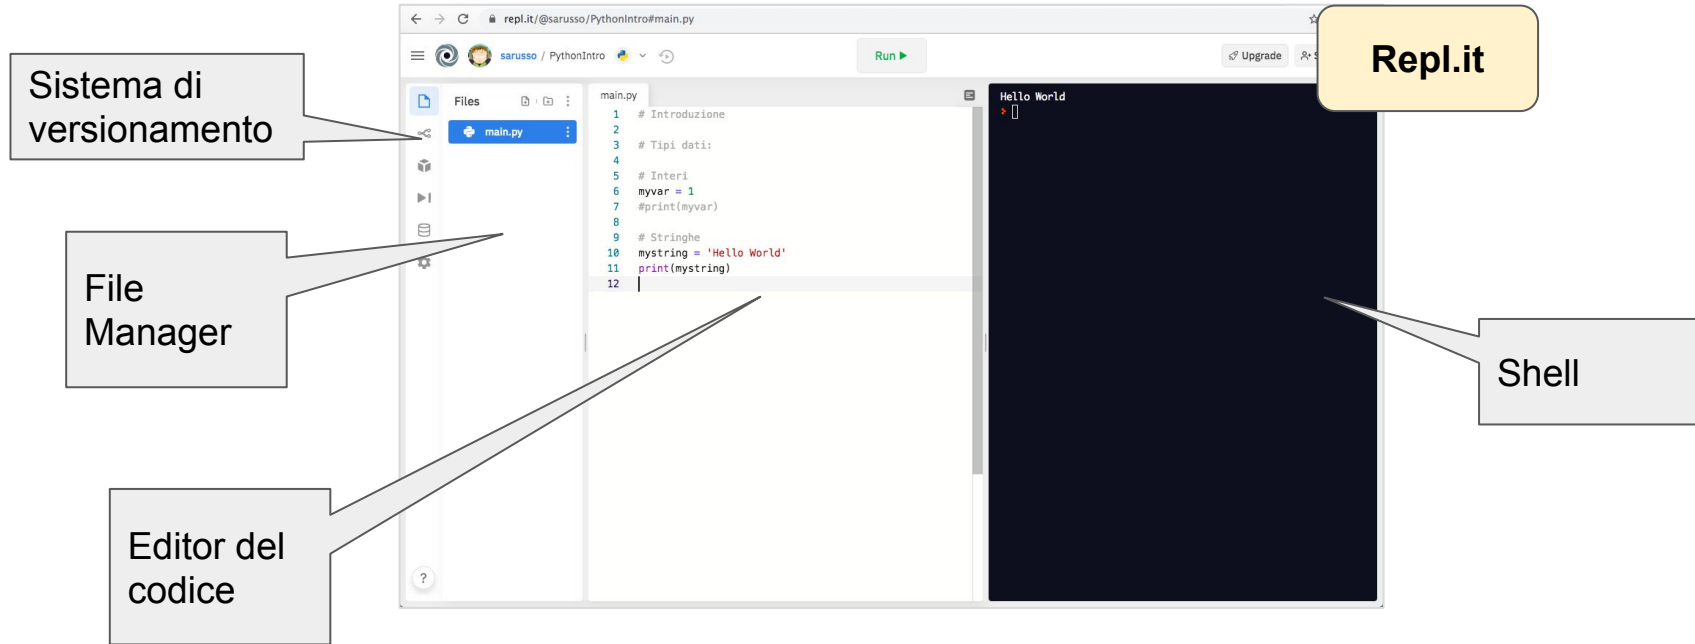 repl.it/@sarusso/PythonIntro#main.py
Repl.it
sarusso / PythonIntro
Run
Upgrade
Sistema di
versionamento
Files
main.py
main.py
1 # Introduzione
2
3 # Tipi dati:
4
5 # Interi
6 myvar = 1
7 #print(myvar)
8
9 # Stringhe
10 mystring = 'Hello World'
11 print(mystring)
12
Hello World
>
File
Manager
Shell
Editor del
codice
?